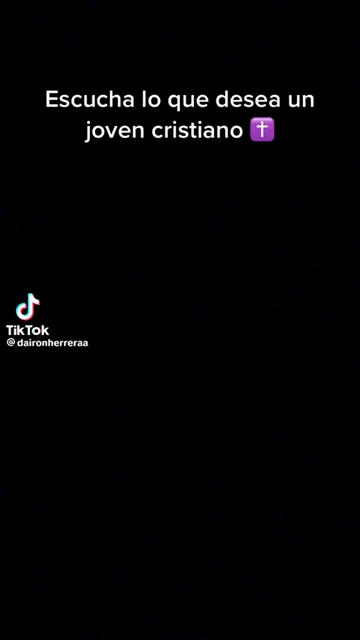 Escucha lo que desea un
joven cristiano ✝️
TikTok
@daironherreraa